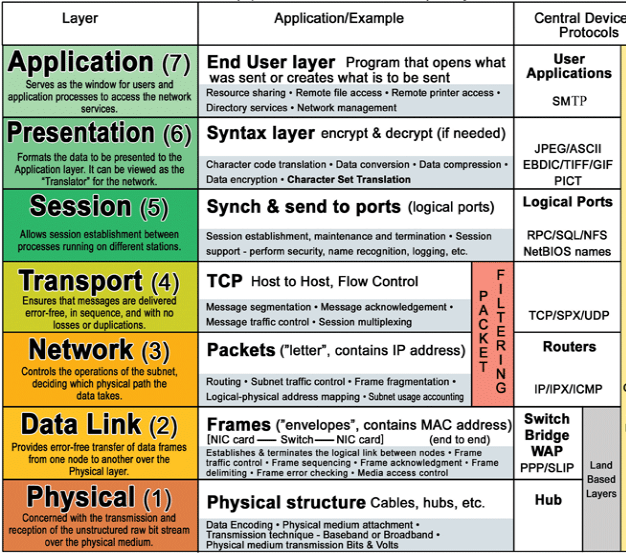 Layer
Application/Example
Central Device
Protocols
Application (7)
Serves as the window for users and
application processes to access the network
services.
End User layer Program that opens what
was sent or creates what is to be sent
Resource sharing • Remote file access • Remote printer access •
Directory services • Network management
User
Applications
SMTP
Presentation (6)
Formats the data to be presented to the
Application layer. It can be viewed as the
"Translator" for the network.
Syntax layer encrypt & decrypt (if needed)
Character code translation • Data conversion • Data compression •
Data encryption • Character Set Translation
JPEG/ASCII
EBDIC/TIFF/GIF
PICT
Session (5)
Allows session establishment between
processes running on different stations.
Synch & send to ports (logical ports)
Session establishment, maintenance and termination • Session
support - perform security, name recognition, logging, etc.
Logical Ports
RPC/SQL/NFS
NetBIOS names
Transport (4)
Ensures that messages are delivered
error-free, in sequence, and with no
losses or duplications.
TCP Host to Host, Flow Control
Message segmentation • Message acknowledgement •
Message traffic control • Session multiplexing
PACKET
FILTERING
TCP/SPX/UDP
Network (3)
Controls the operations of the subnet,
deciding which physical path the
data takes.
Packets ("letter", contains IP address)
Routing • Subnet traffic control • Frame fragmentation •
Logical-physical address mapping • Subnet usage accounting
Routers
IP/IPX/ICMP
Data Link (2)
Provides error-free transfer of data frames
from one node to another over the
Physical layer.
Frames ("envelopes", contains MAC address)
[NIC card — Switch — NIC card] (end to end)
Establishes & terminates the logical link between nodes • Frame
traffic control • Frame sequencing • Frame acknowledgment • Frame
delimiting • Frame error checking • Media access control
Switch
Bridge
WAP
PPP/SLIP
Land
Based
Layers
Physical (1)
Concerned with the transmission and
reception of the unstructured raw bit stream
over the physical medium.
Physical structure Cables, hubs, etc.
Data Encoding • Physical medium attachment •
Transmission technique - Baseband or Broadband •
Physical medium transmission Bits & Volts
Hub